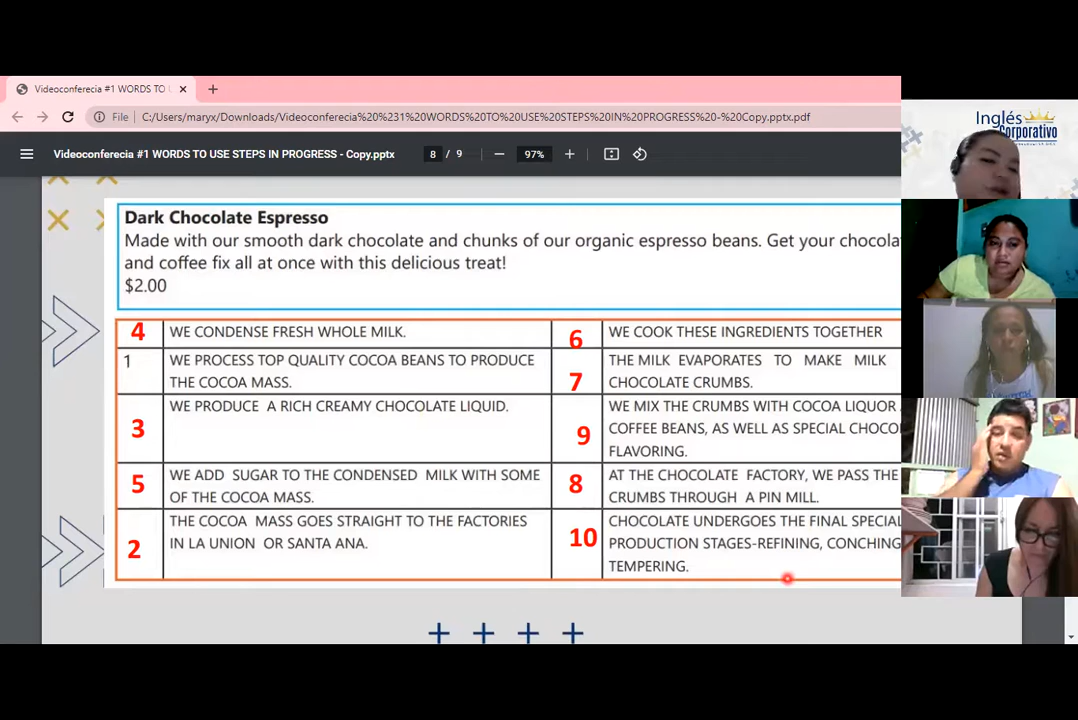 Videoconferecia #1 WORDS TO U
File C:/Users/maryx/Downloads/Videoconferecia%20%231%20WORDS%20TO%20USE%20STEPS%20IN%20PROGRESS%20-%20Copy.pptx.pdf
Videoconferecia #1 WORDS TO USE STEPS IN PROGRESS - Copy.pptx
8 / 9
97%
Inglés
Corporativo
Dark Chocolate Espresso
Made with our smooth dark chocolate and chunks of our organic espresso beans. Get your chocola
and coffee fix all at once with this delicious treat!
$2.00
4 WE CONDENSE FRESH WHOLE MILK.
1 WE PROCESS TOP QUALITY COCOA BEANS TO PRODUCE
THE COCOA MASS.
3 WE PRODUCE A RICH CREAMY CHOCOLATE LIQUID.
5 WE ADD SUGAR TO THE CONDENSED MILK WITH SOME
OF THE COCOA MASS.
2 THE COCOA MASS GOES STRAIGHT TO THE FACTORIES
IN LA UNION OR SANTA ANA.
6 WE COOK THESE INGREDIENTS TOGETHER
7 THE MILK EVAPORATES TO MAKE MILK
CHOCOLATE CRUMBS.
9 WE MIX THE CRUMBS WITH COCOA LIQUOR
COFFEE BEANS, AS WELL AS SPECIAL CHOCO
FLAVORING.
8 AT THE CHOCOLATE FACTORY, WE PASS THE
CRUMBS THROUGH A PIN MILL.
10 CHOCOLATE UNDERGOES THE FINAL SPECIAL
PRODUCTION STAGES-REFINING, CONCHING
TEMPERING.